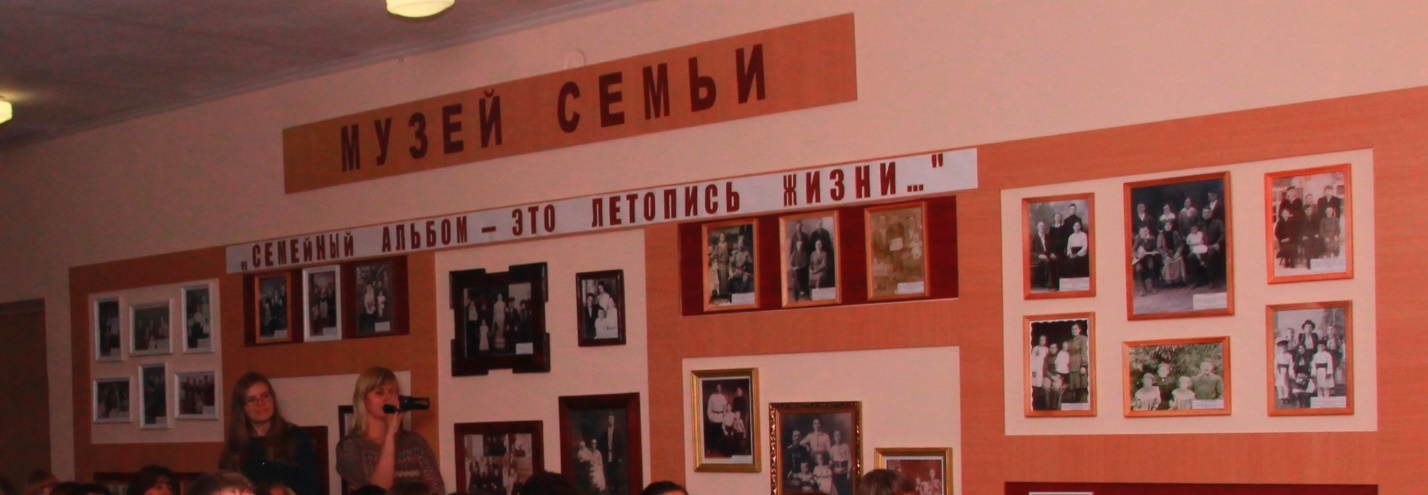 МУЗЕЙ СЕМЬИ
„СЕМЕЙНЫЙ АЛЬБОМ – ЭТО ЛЕТОПИСЬ ЖИЗНИ..."